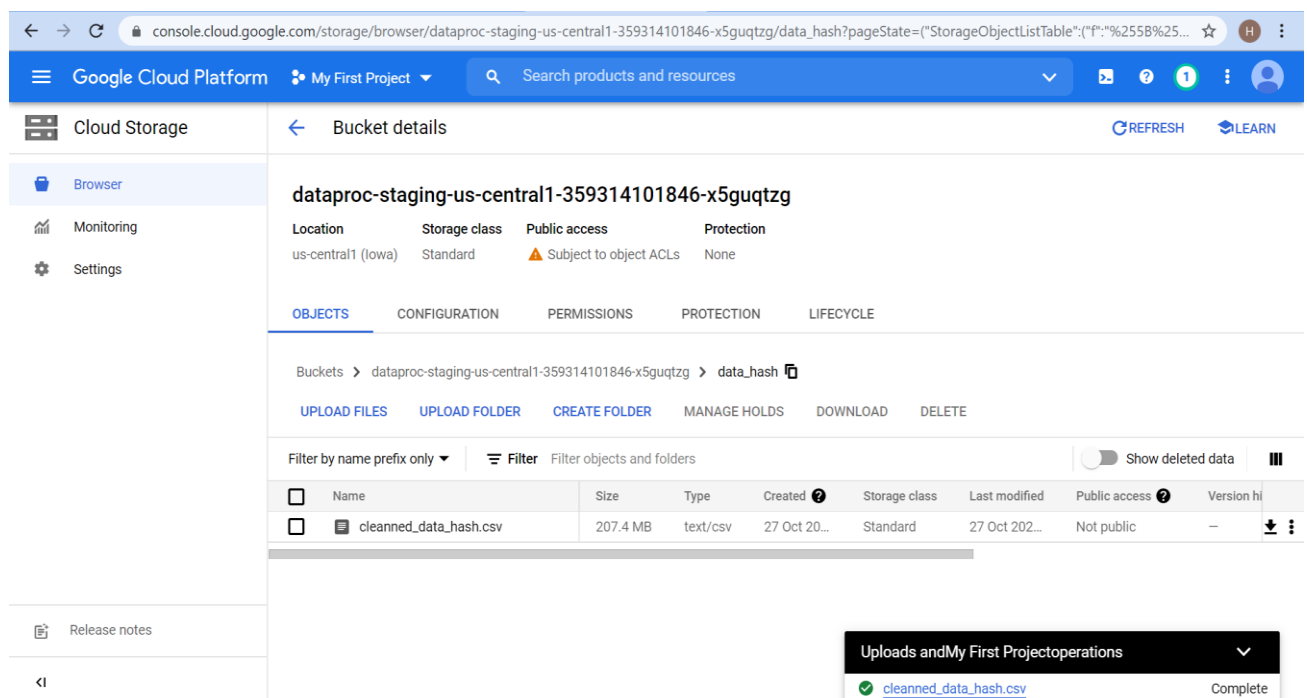 console.cloud.google.com/storage/browser/dataproc-staging-us-central1-359314101846-x5guqtzg/data_hash?pageState=("StorageObjectListTable":("f":"%255B%25... H
Google Cloud Platform My First Project Search products and resources 1
Cloud Storage Bucket details REFRESH LEARN
Browser
Monitoring
Settings
dataproc-staging-us-central1-359314101846-x5guqtzg
Location Storage class Public access Protection
us-central1 (Iowa) Standard Subject to object ACLs None
OBJECTS CONFIGURATION PERMISSIONS PROTECTION LIFECYCLE
Buckets > dataproc-staging-us-central1-359314101846-x5guqtzg > data_hash
UPLOAD FILES UPLOAD FOLDER CREATE FOLDER MANAGE HOLDS DOWNLOAD DELETE
Filter by name prefix only Filter Filter objects and folders Show deleted data
Name Size Type Created Storage class Last modified Public access Version hi
cleanned_data_hash.csv 207.4 MB text/csv 27 Oct 20... Standard 27 Oct 202... Not public —
Release notes
Uploads andMy First Projectoperations
cleanned_data_hash.csv Complete